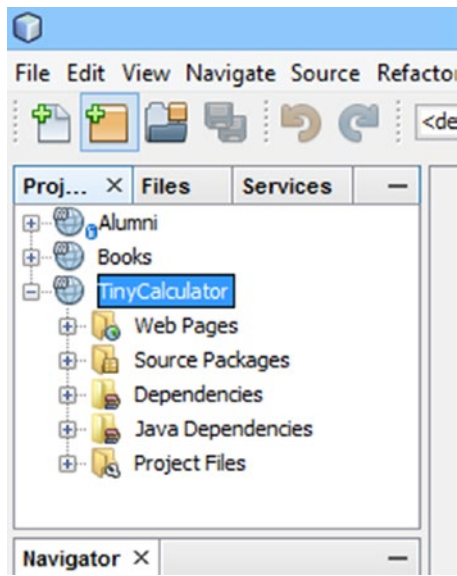 File Edit View Navigate Source Refactor
<de
Proj... Files Services
Alumni
Books
TinyCalculator
Web Pages
Source Packages
Dependencies
Java Dependencies
Project Files
Navigator